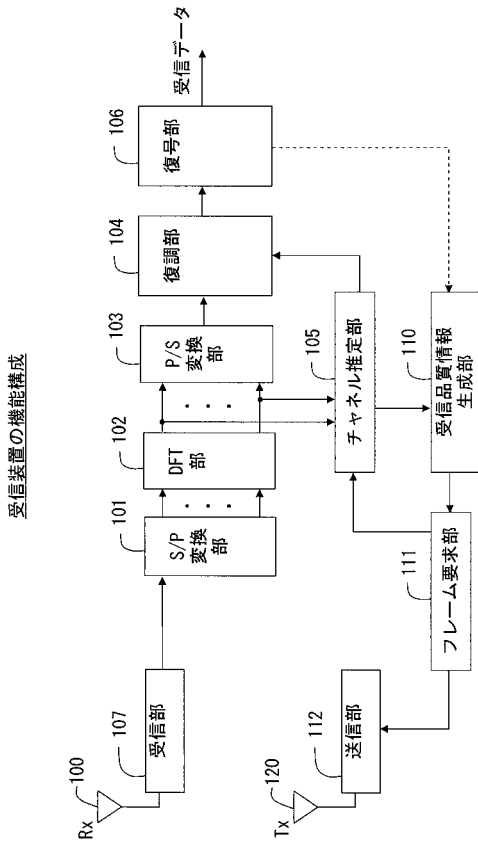 受信装置の機能構成
Rx
100
107
受信部
101
S/P
変換
部
102
DFT
部
103
P/S
変換
部
104
復調部
106
復号部
受信データ
105
チャネル推定部
110
受信品質情報
生成部
111
フレーム要求部
112
送信部
120
Tx